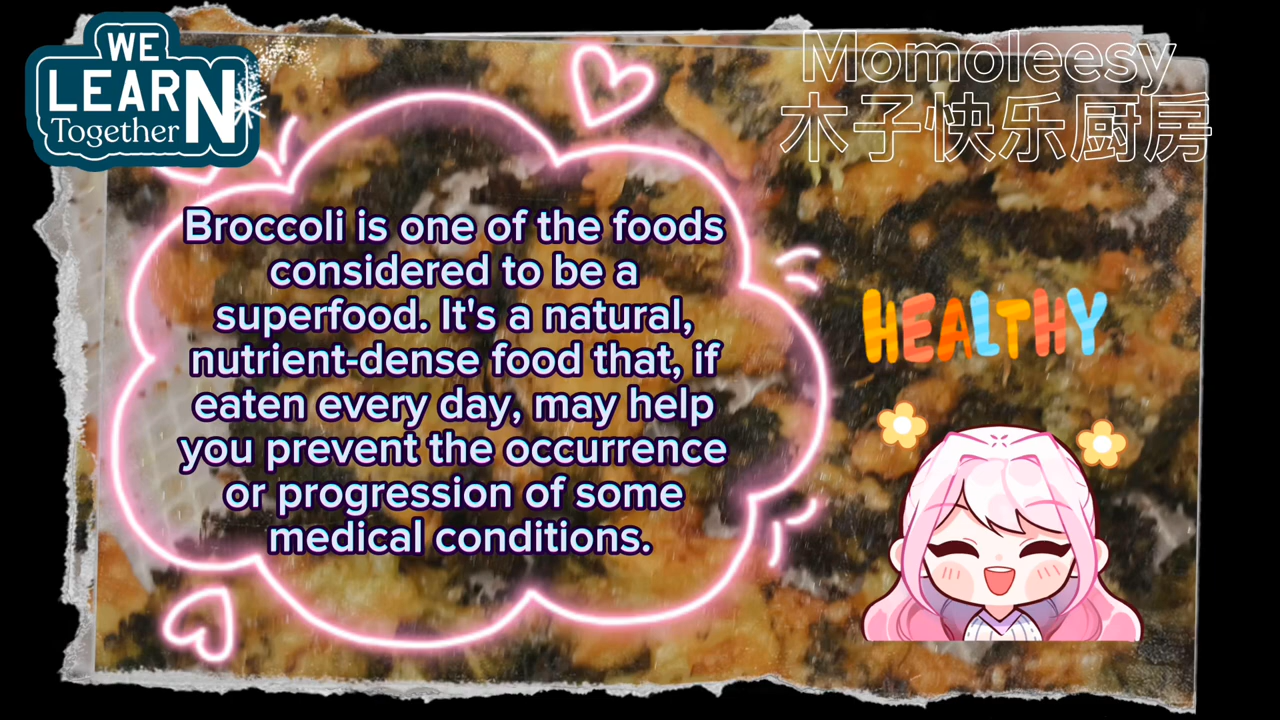 WE
LEARN
Together
Momoleesy
木子快乐厨房
Broccoli is one of the foods
considered to be a
superfood. It's a natural,
nutrient-dense food that, if
eaten every day, may help
you prevent the occurrence
or progression of some
medical conditions.
HEALTHY